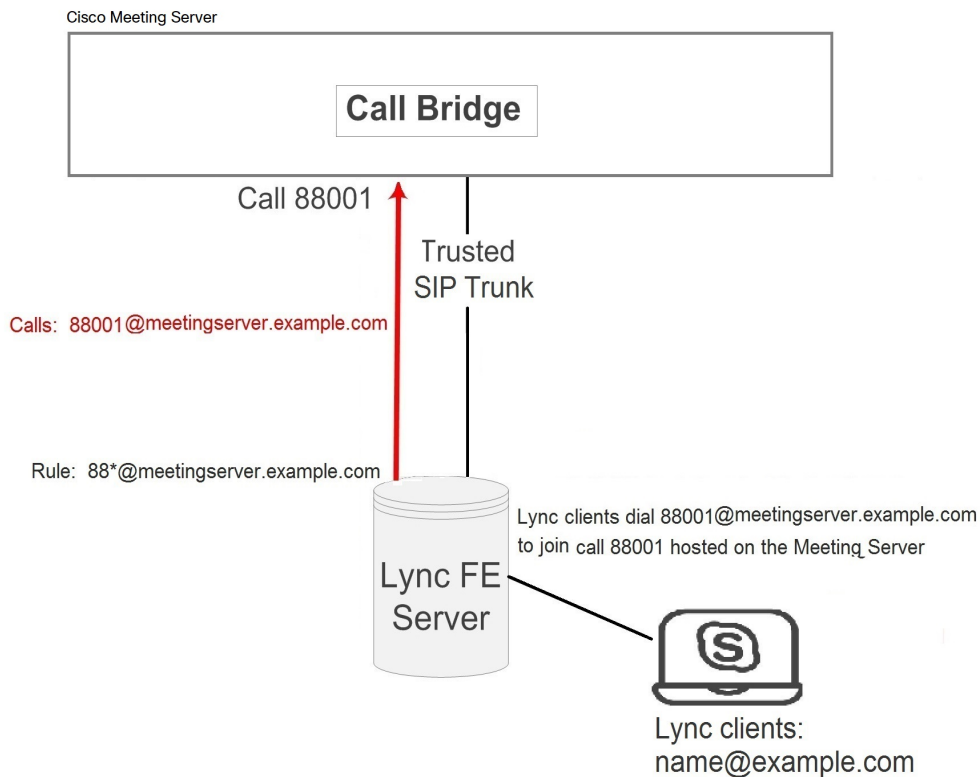 Cisco Meeting Server
Call Bridge
Call 88001
Trusted
SIP Trunk
Calls: 88001@meetingserver.example.com
Rule: 88*@meetingserver.example.com
Lync clients dial 88001@meetingserver.example.com
to join call 88001 hosted on the Meeting Server
Lync FE
Server
S
Lync clients:
name@example.com